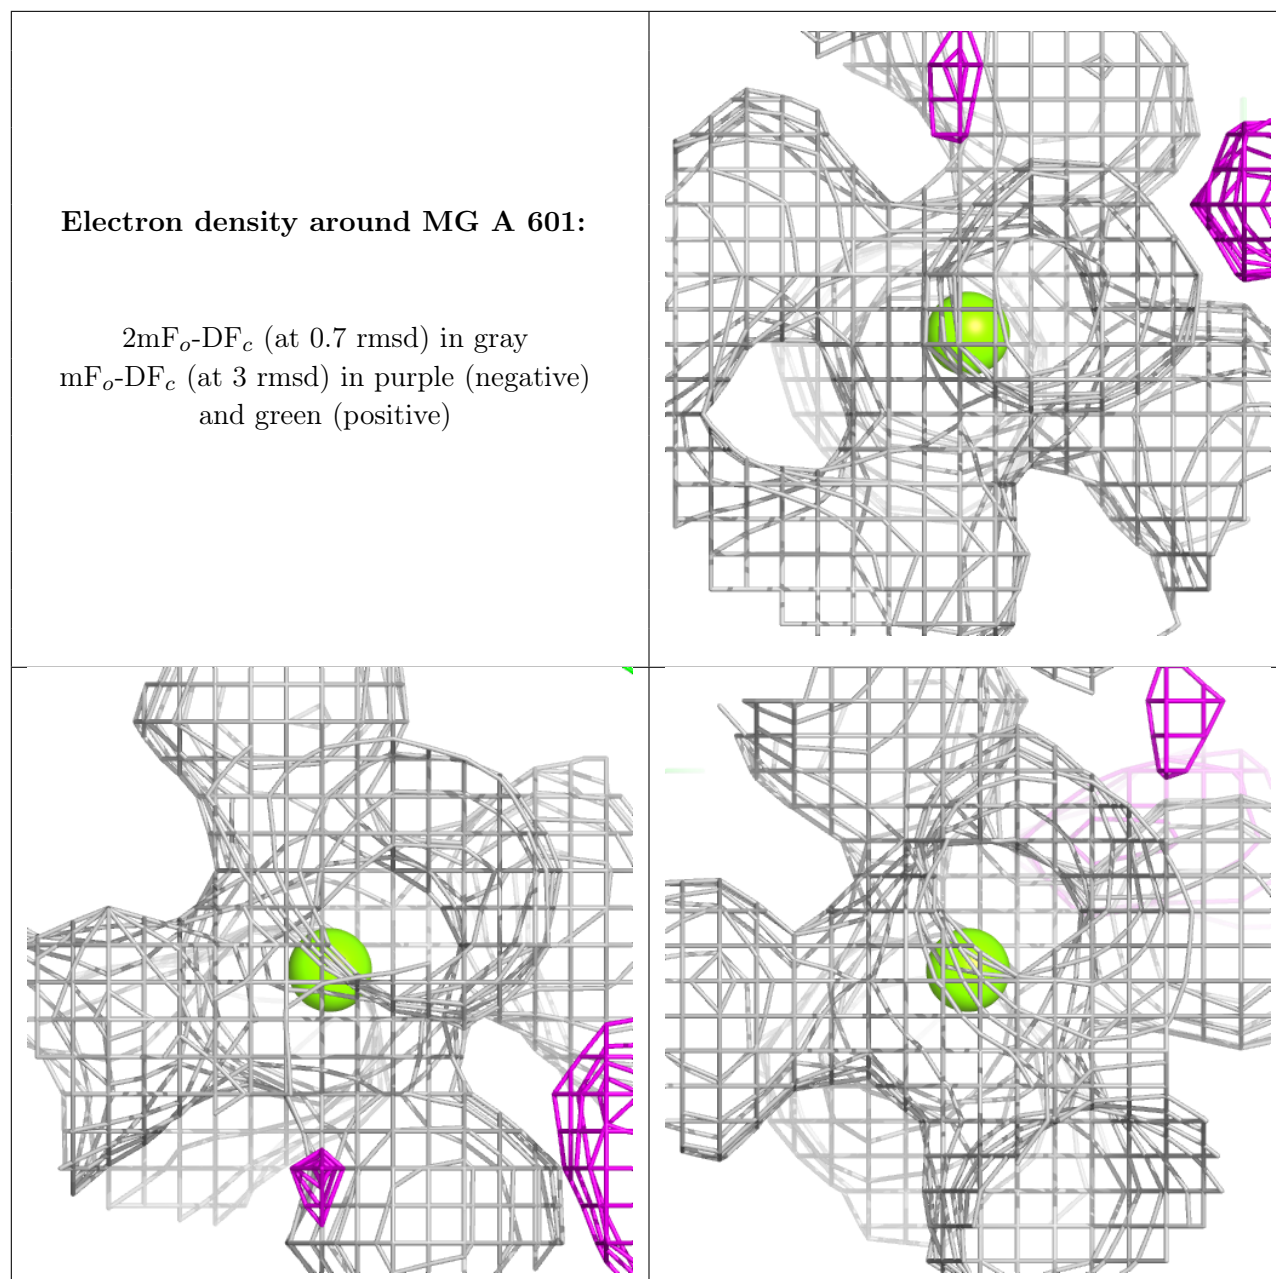 Electron density around MG A 601:
2mFo-DFc (at 0.7 rmsd) in gray
mFo-DFc (at 3 rmsd) in purple (negative)
and green (positive)